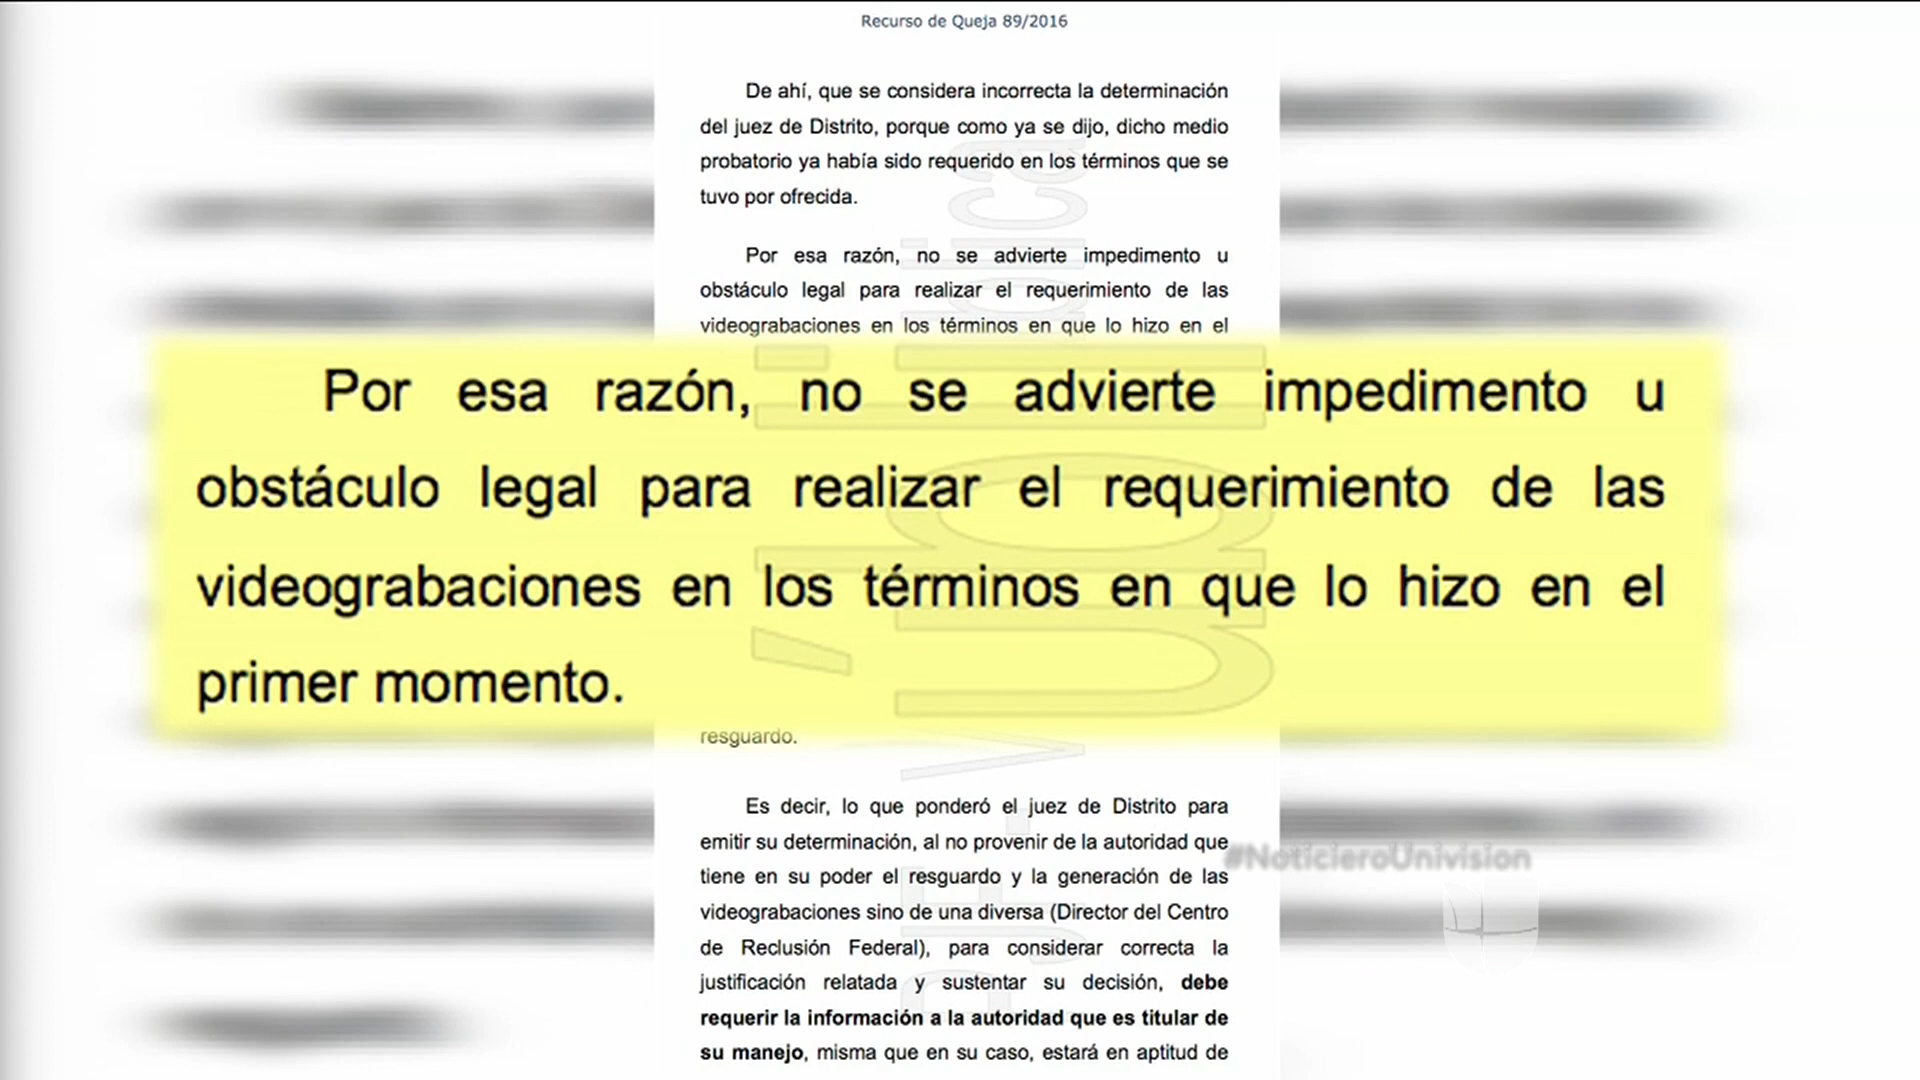 Recurso de Queja 89/2016
De ahí, que se considera incorrecta la determinación
del juez de Distrito, porque como ya se dijo, dicho medio
probatorio ya había sido requerido en los términos que se
tuvo por ofrecida.
Por esa razón, no se advierte impedimento u
obstáculo legal para realizar el requerimiento de las
videograbaciones en los términos en que lo hizo en el
Por esa razón, no se advierte impedimento u
obstáculo legal para realizar el requerimiento de las
videograbaciones en los términos en que lo hizo en el
primer momento.
resguardo.
Es decir, lo que ponderó el juez de Distrito para
emitir su determinación, al no provenir de la autoridad que
tiene en su poder el resguardo y la generación de las
videograbaciones sino de una diversa (Director del Centro
de Reclusión Federal), para considerar correcta la
justificación relatada y sustentar su decisión, debe
requerir la información a la autoridad que es titular de
su manejo, misma que en su caso, estará en aptitud de
#NoticieroUnivision